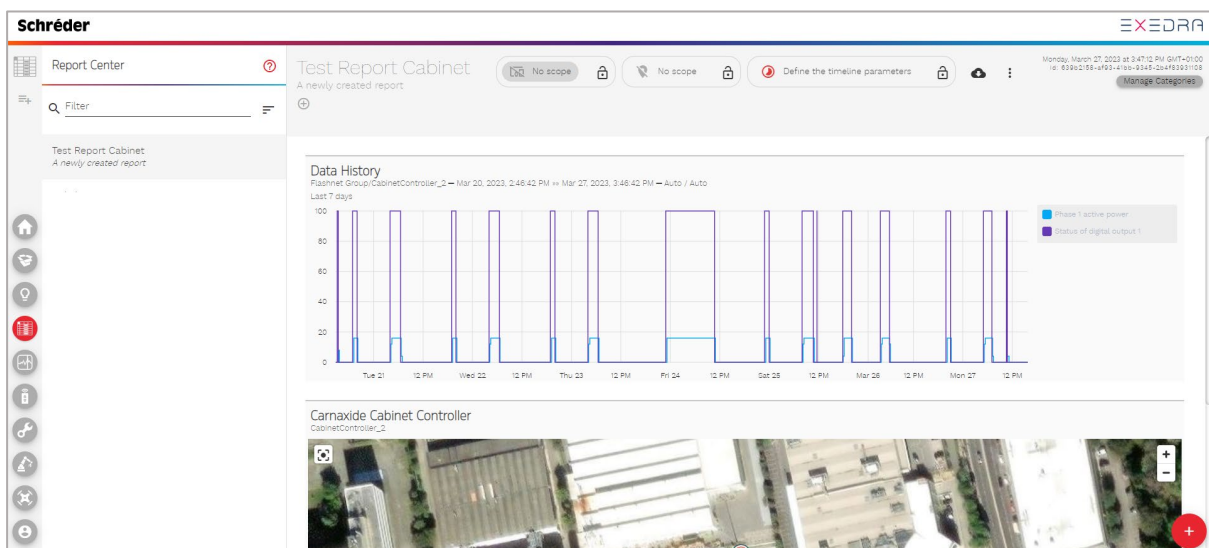 Schréder
EXEDRA
Report Center
Filter
Test Report Cabinet
A newly created report
Test Report Cabinet
A newly created report
No scope
No scope
Define the timeline parameters
Monday, March 27, 2023 at 3:47:12 PM GMT+01:00
Manage Categories
Data History
Flashnet Group/CabinetController_2 — Mar 20, 2023, 2:46:42 PM ↔ Mar 27, 2023, 3:46:42 PM — Auto / Auto
Last 7 days
100
80
60
40
20
0
Tue 21 12 PM Wed 22 12 PM Thu 23 12 PM Fri 24 12 PM Sat 25 12 PM Mar 26 12 PM Mon 27 12 PM
Phase 1 active power
Status of digital output 1
Carnaxide Cabinet Controller
CabinetController_2